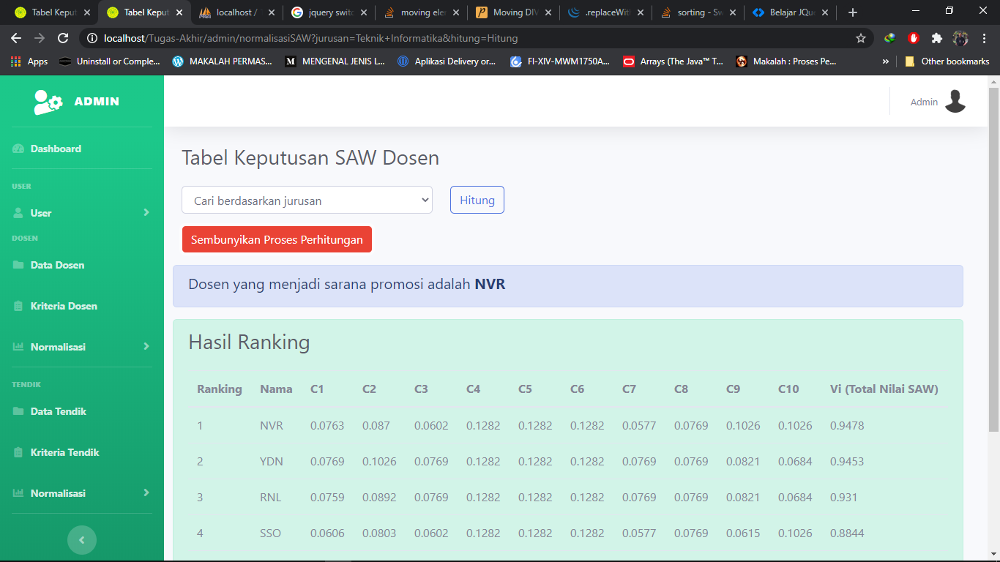 Tabel Keput
Tabel Keput
localhost /
jquery switc
moving elem
Moving DIV
.replaceWith
sorting - Sw
Belajar JQue
localhost/Tugas-Akhir/admin/normalisasiSAW?jurusan=Teknik+Informatika&hitung=Hitung
Apps
Uninstall or Comple...
MAKALAH PERMAS...
MENGENAL JENIS L...
Aplikasi Delivery or...
FI-XIV-MWM1750A...
Arrays (The Java™ T...
Makalah : Proses Pe...
»
Other bookmarks
ADMIN
Admin
Dashboard
USER
User
DOSEN
Data Dosen
Kriteria Dosen
Normalisasi
TENDIK
Data Tendik
Kriteria Tendik
Normalisasi
Tabel Keputusan SAW Dosen
Cari berdasarkan jurusan
Hitung
Sembunyikan Proses Perhitungan
Dosen yang menjadi sarana promosi adalah NVR
Hasil Ranking
Ranking Nama C1 C2 C3 C4 C5 C6 C7 C8 C9 C10 Vi (Total Nilai SAW)
1 NVR 0.0763 0.087 0.0602 0.1282 0.1282 0.1282 0.0577 0.0769 0.1026 0.1026 0.9478
2 YDN 0.0769 0.1026 0.0769 0.1282 0.1282 0.1282 0.0769 0.0769 0.0821 0.0684 0.9453
3 RNL 0.0759 0.0892 0.0769 0.1282 0.1282 0.1282 0.0769 0.0769 0.0821 0.0684 0.931
4 SSO 0.0606 0.0803 0.0602 0.1282 0.1282 0.1282 0.0577 0.0769 0.0615 0.1026 0.8844